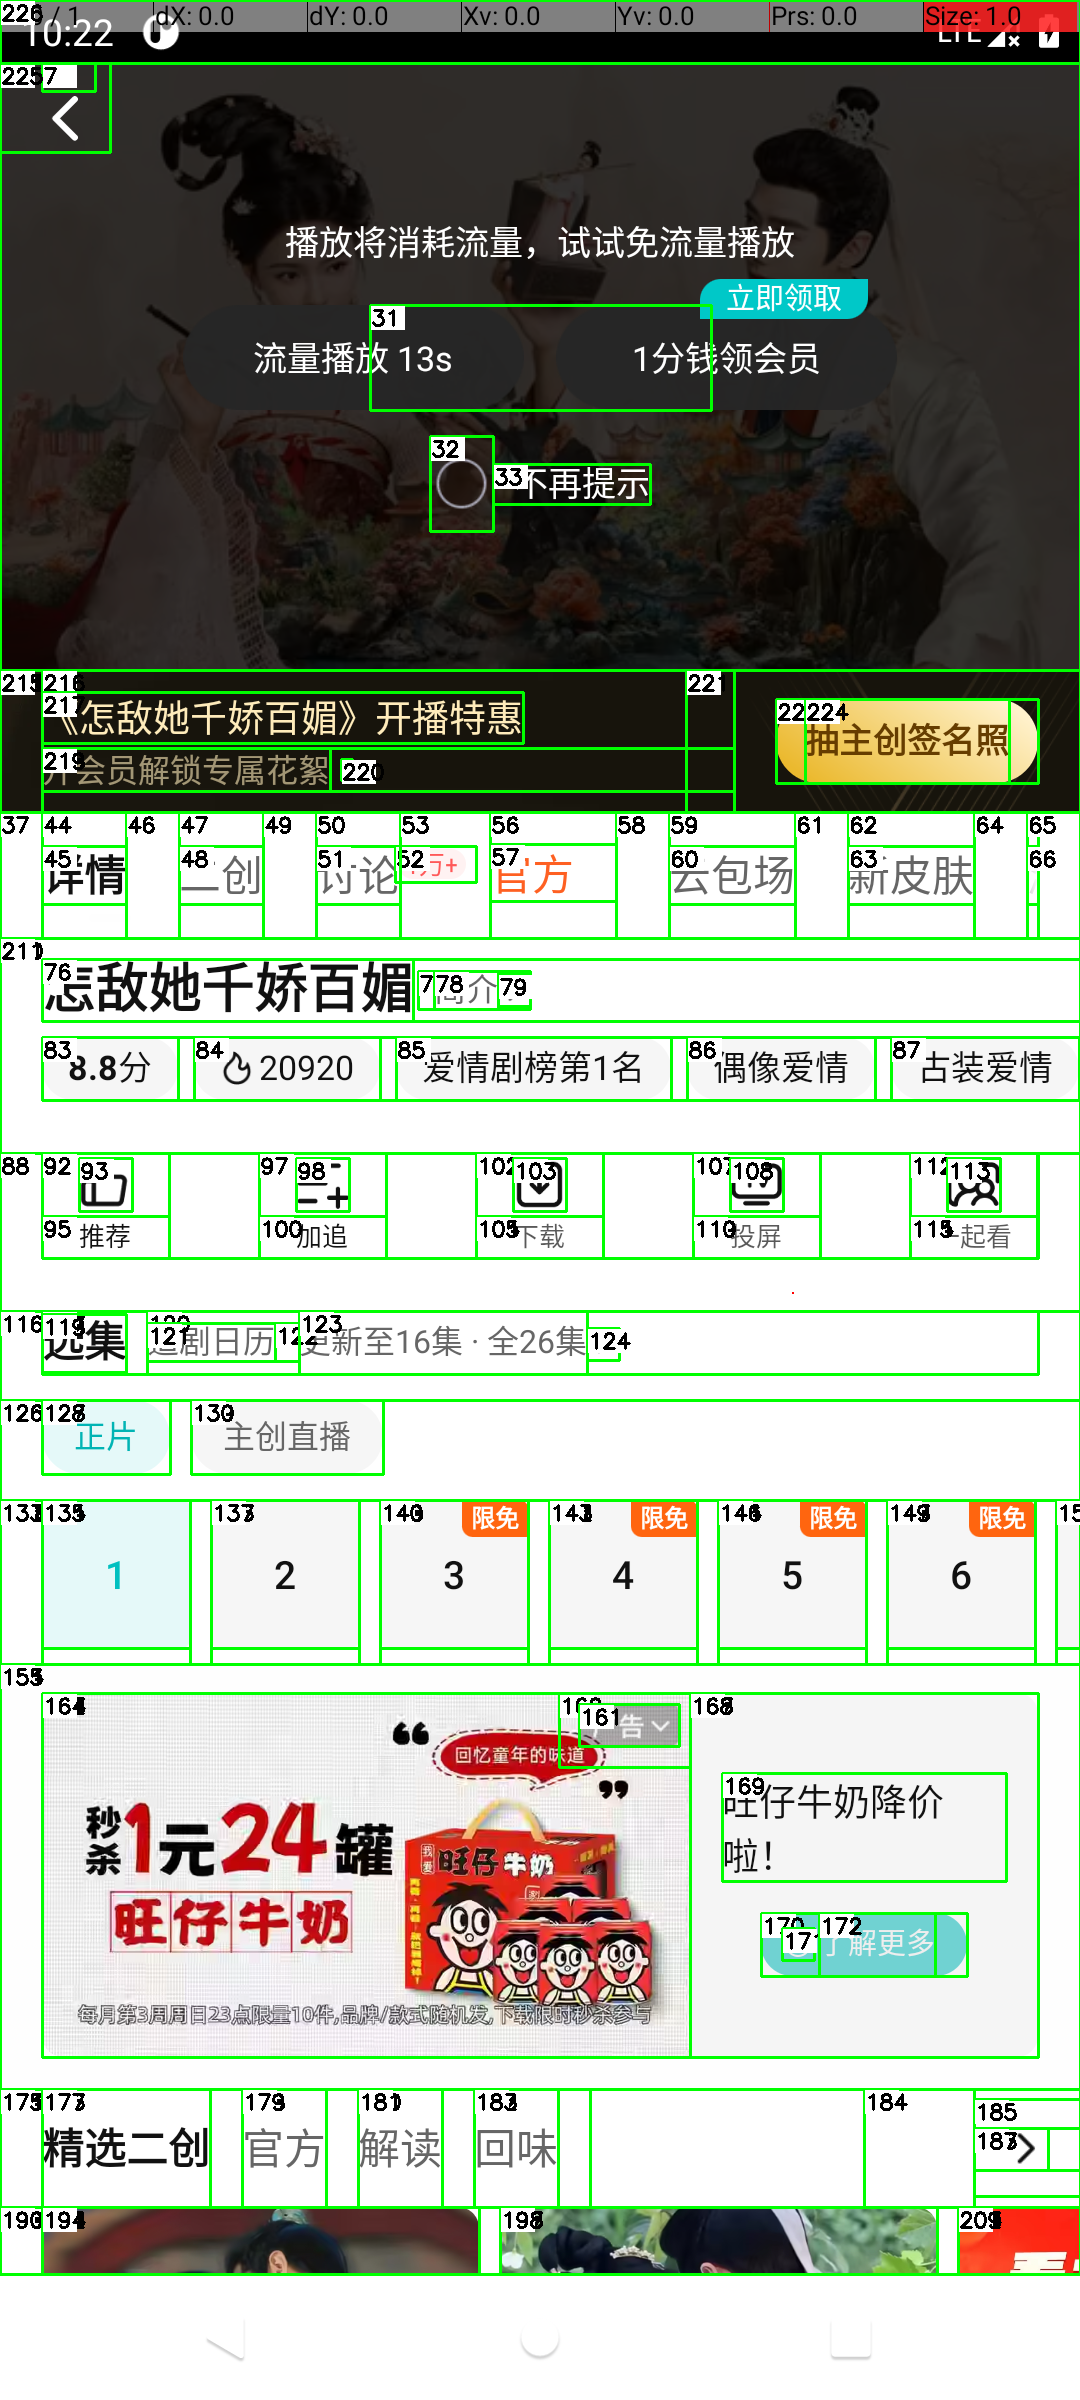 / 1 dX: 0.0 dY: 0.0 Xv: 0.0 Yv: 0.0 Prs: 0.0 Size: 1.0
10:22 LTE
播放将消耗流量，试试免流量播放
立即领取
流量播放 13s 1分钱领会员
不再提示
《怎敌她千娇百媚》开播特惠
开会员解锁专属花絮
抽主创签名照
详情 二创 讨论 万+ 官方 云包场 新皮肤
怎敌她千娇百媚 简介
8.8分 20920 爱情剧榜第1名 偶像爱情 古装爱情
推荐 加追 下载 投屏 一起看
选集 追剧日历 更新至16集 · 全26集
正片 主创直播
限免 限免 限免 限免
1 2 3 4 5 6
广告
回忆童年的味道
秒杀1元24罐
旺仔牛奶
我爱 旺仔牛奶
每月第3周周日23点限量10件,品牌/款式随机发,下载限时秒杀参与
旺仔牛奶降价
啦！
了解更多
精选二创 官方 解读 回味